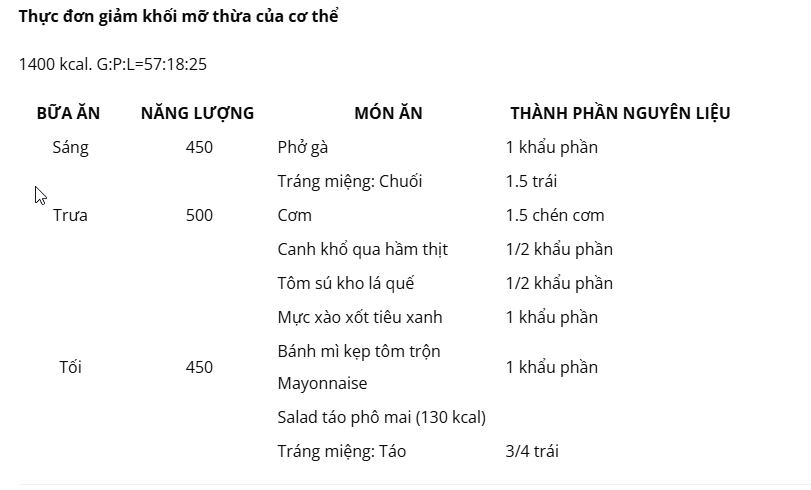 Thực đơn giảm khối mỡ thừa của cơ thể
1400 kcal. G:P:L=57:18:25
BỮA ĂN NĂNG LƯỢNG MÓN ĂN THÀNH PHẦN NGUYÊN LIỆU
Sáng 450 Phở gà 1 khẩu phần
Tráng miệng: Chuối 1.5 trái
Trưa 500 Cơm 1.5 chén cơm
Canh khổ qua hầm thịt 1/2 khẩu phần
Tôm sú kho lá quế 1/2 khẩu phần
Mực xào xốt tiêu xanh 1 khẩu phần
Tối 450 Bánh mì kẹp tôm trộn
Mayonnaise 1 khẩu phần
Salad táo phô mai (130 kcal)
Tráng miệng: Táo 3/4 trái